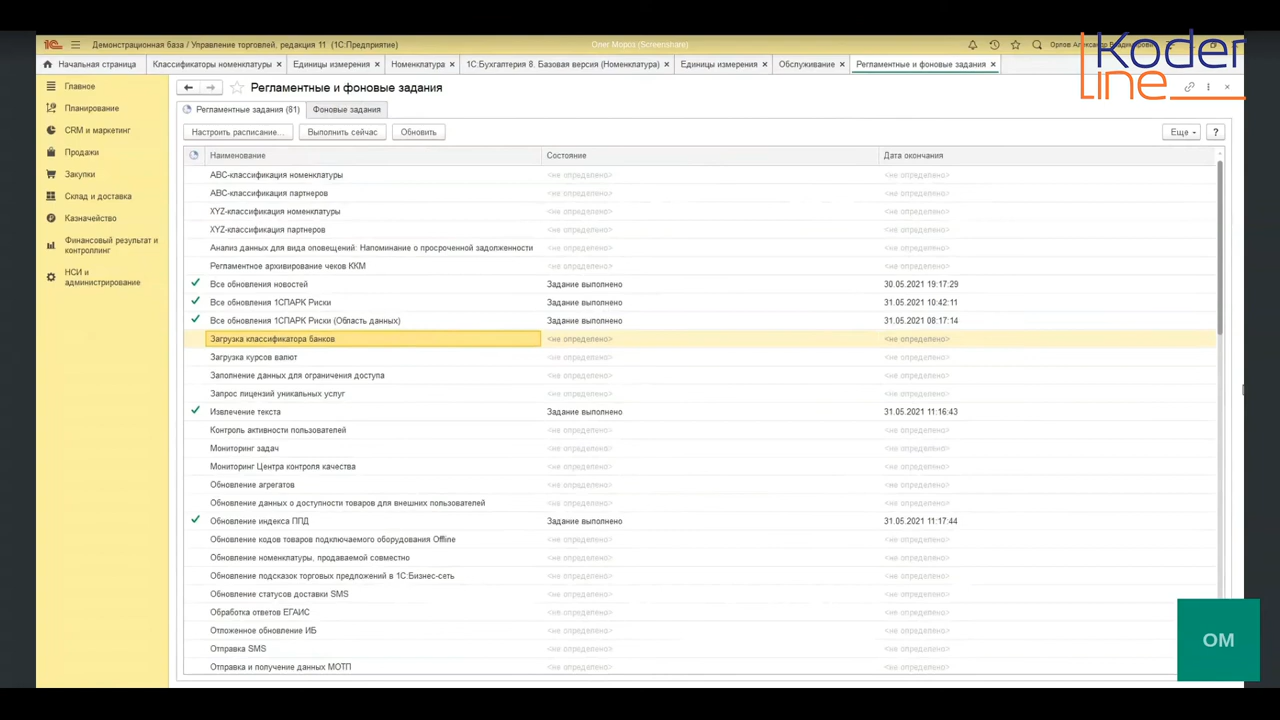 Демонстрационная база / Управление торговлей, редакция 11 (1С:Предприятие)
Олег Мороз (Screenshare)
Орлов Александр Владимирович
Koder
line
Начальная страница
Классификаторы номенклатуры ×
Единицы измерения ×
Номенклатура ×
1С:Бухгалтерия 8. Базовая версия (Номенклатура) ×
Единицы измерения ×
Обслуживание ×
Регламентные и фоновые задания ×
Главное
Планирование
CRM и маркетинг
Продажи
Закупки
Склад и доставка
Казначейство
Финансовый результат и
контроллинг
НСИ и
администрирование
Регламентные и фоновые задания
Регламентные задания (81)
Фоновые задания
Настроить расписание...
Выполнить сейчас
Обновить
Еще
?
Наименование Состояние Дата окончания
ABC-классификация номенклатуры <не определено> <не определено>
ABC-классификация партнеров <не определено> <не определено>
XYZ-классификация номенклатуры <не определено> <не определено>
XYZ-классификация партнеров <не определено> <не определено>
Анализ данных для вида оповещений: Напоминание о просроченной задолженности <не определено> <не определено>
Регламентное архивирование чеков ККМ <не определено> <не определено>
Все обновления новостей Задание выполнено 30.05.2021 19:17:29
Все обновления 1СПАРК Риски Задание выполнено 31.05.2021 10:42:11
Все обновления 1СПАРК Риски (Область данных) Задание выполнено 31.05.2021 08:17:14
Загрузка классификатора банков <не определено> <не определено>
Загрузка курсов валют <не определено> <не определено>
Заполнение данных для ограничения доступа <не определено> <не определено>
Запрос лицензий уникальных услуг <не определено> <не определено>
Извлечение текста Задание выполнено 31.05.2021 11:16:43
Контроль активности пользователей <не определено> <не определено>
Мониторинг задач <не определено> <не определено>
Мониторинг Центра контроля качества <не определено> <не определено>
Обновление агрегатов <не определено> <не определено>
Обновление данных о доступности товаров для внешних пользователей <не определено> <не определено>
Обновление индекса ППД Задание выполнено 31.05.2021 11:17:44
Обновление кодов товаров подключаемого оборудования Offline <не определено> <не определено>
Обновление номенклатуры, продаваемой совместно <не определено> <не определено>
Обновление подсказок торговых предложений в 1С:Бизнес-сеть <не определено> <не определено>
Обновление статусов доставки SMS <не определено> <не определено>
Обработка ответов ЕГАИС <не определено> <не определено>
Отложенное обновление ИБ <не определено> <не определено>
Отправка SMS <не определено> <не определено>
Отправка и получение данных МОТП <не определено> <не определено>
ОМ